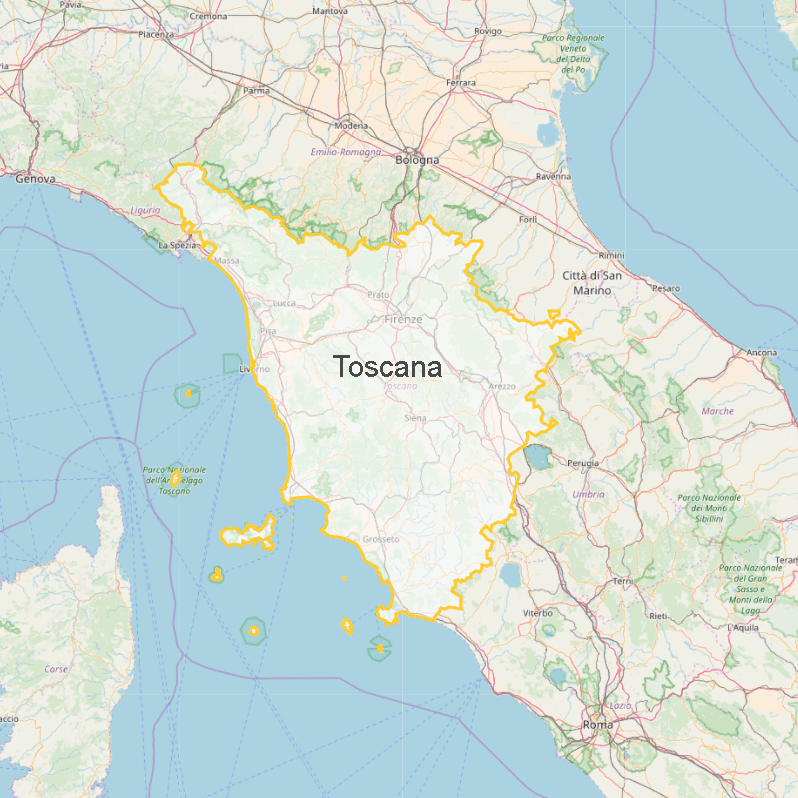 Pavia
Cremona
Mantova
Rovigo
Piacenza
Parco Regionale
Veneto
del Delta
del Po
Parma
Ferrara
Modena
Emilia-Romagna
Bologna
Genova
Ravenna
Liguria
Forlì
La Spezia
Massa
Rimini
Città di San
Marino
Pesaro
Lucca
Prato
Firenze
Pisa
Ancona
Livorno
Toscana
Toscana
Arezzo
Marche
Siena
Parco Nazionale
dell'Arcipelago
Toscano
Perugia
Umbria
Parco Nazionale
dei Monti
Sibillini
Grosseto
Parco Nazionale
del Gran
Sasso e
Monti della
Laga
Terni
Viterbo
Rieti
L'Aquila
Corse
Lazio
Roma